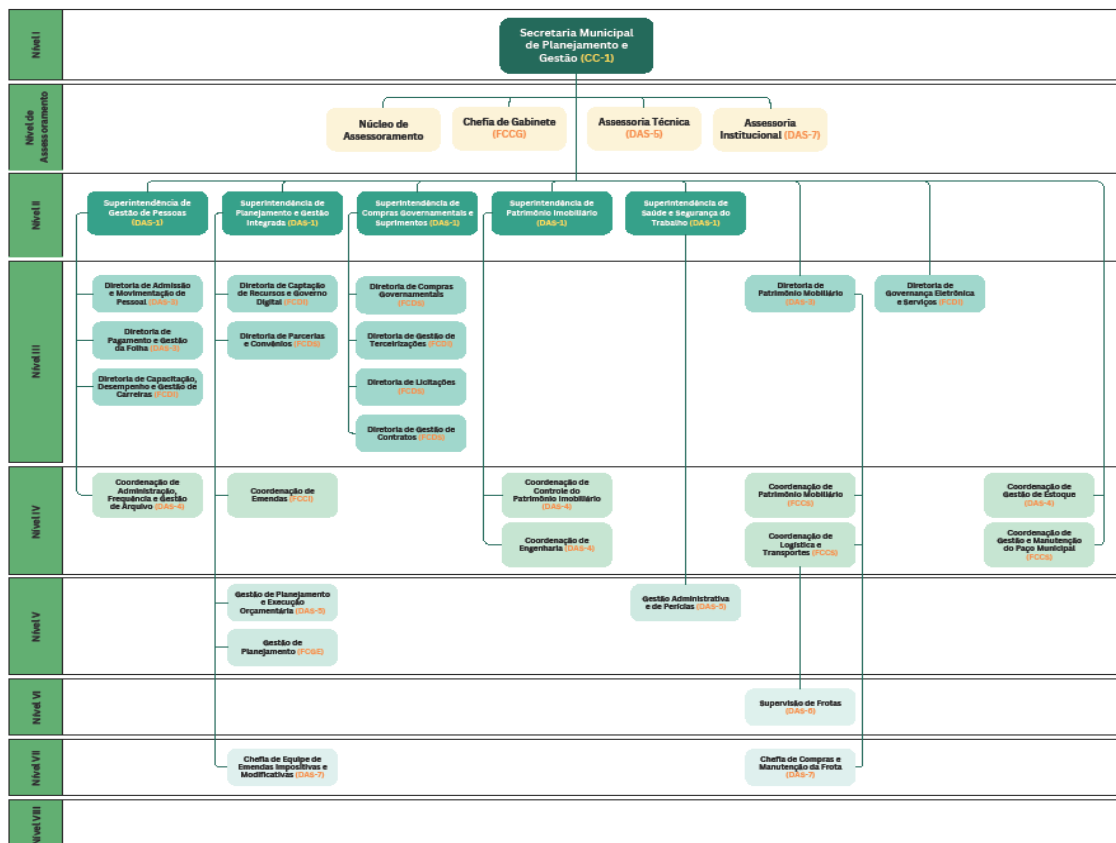 Nível I
Secretaria Municipal
de Planejamento e
Gestão (CC-1)
Nível de
Assessoramento
Núcleo de
Assessoramento
Chefia de Gabinete
(FCCG)
Assessoria Técnica
(DAS-5)
Assessoria
Institucional (DAS-7)
Nível II
Superintendência de
Gestão de Pessoas
(DAS-1)
Superintendência de
Planejamento e Gestão
Integrada (DAS-1)
Superintendência de
Compras Governamentais e
Suprimentos (DAS-1)
Superintendência de
Patrimônio Imobiliário
(DAS-1)
Superintendência de
Saúde e Segurança do
Trabalho (DAS-1)
Nível III
Diretoria de Admissão
e Movimentação de
Pessoal (DAS-3)
Diretoria de Captação
de Recursos e Governo
Digital (FCDI)
Diretoria de Compras
Governamentais
(FCDS)
Diretoria de
Patrimônio Mobiliário
(DAS-3)
Diretoria de
Governança Eletrônica
e Serviços (FCDI)
Diretoria de
Pagamento e Gestão
da Folha (DAS-3)
Diretoria de Parcerias
e Convênios (FCDS)
Diretoria de Gestão de
Terceirizações (FCDI)
Diretoria de Capacitação,
Desempenho e Gestão de
Carreiras (FCDI)
Diretoria de Licitações
(FCDS)
Diretoria de Gestão de
Contratos (FCDS)
Nível IV
Coordenação de
Administração,
Frequência e Gestão
de Arquivo (DAS-4)
Coordenação de
Emendas (FCCI)
Coordenação de
Controle do
Patrimônio Imobiliário
(DAS-4)
Coordenação de
Patrimônio Mobiliário
(FCCS)
Coordenação de
Gestão de Estoque
(DAS-4)
Coordenação de
Engenharia (DAS-4)
Coordenação de
Logística e
Transportes (FCCS)
Coordenação de
Gestão e Manutenção
do Paço Municipal
(FCCS)
Nível V
Gestão de Planejamento
e Execução
Orçamentária (DAS-5)
Gestão Administrativa
e de Perícias (DAS-5)
Gestão de
Planejamento (FCGE)
Nível VI
Supervisão de Frotas
(DAS-6)
Nível VII
Chefia de Equipe de
Emendas Impositivas e
Modificativas (DAS-7)
Chefia de Compras e
Manutenção da Frota
(DAS-7)
Nível VIII